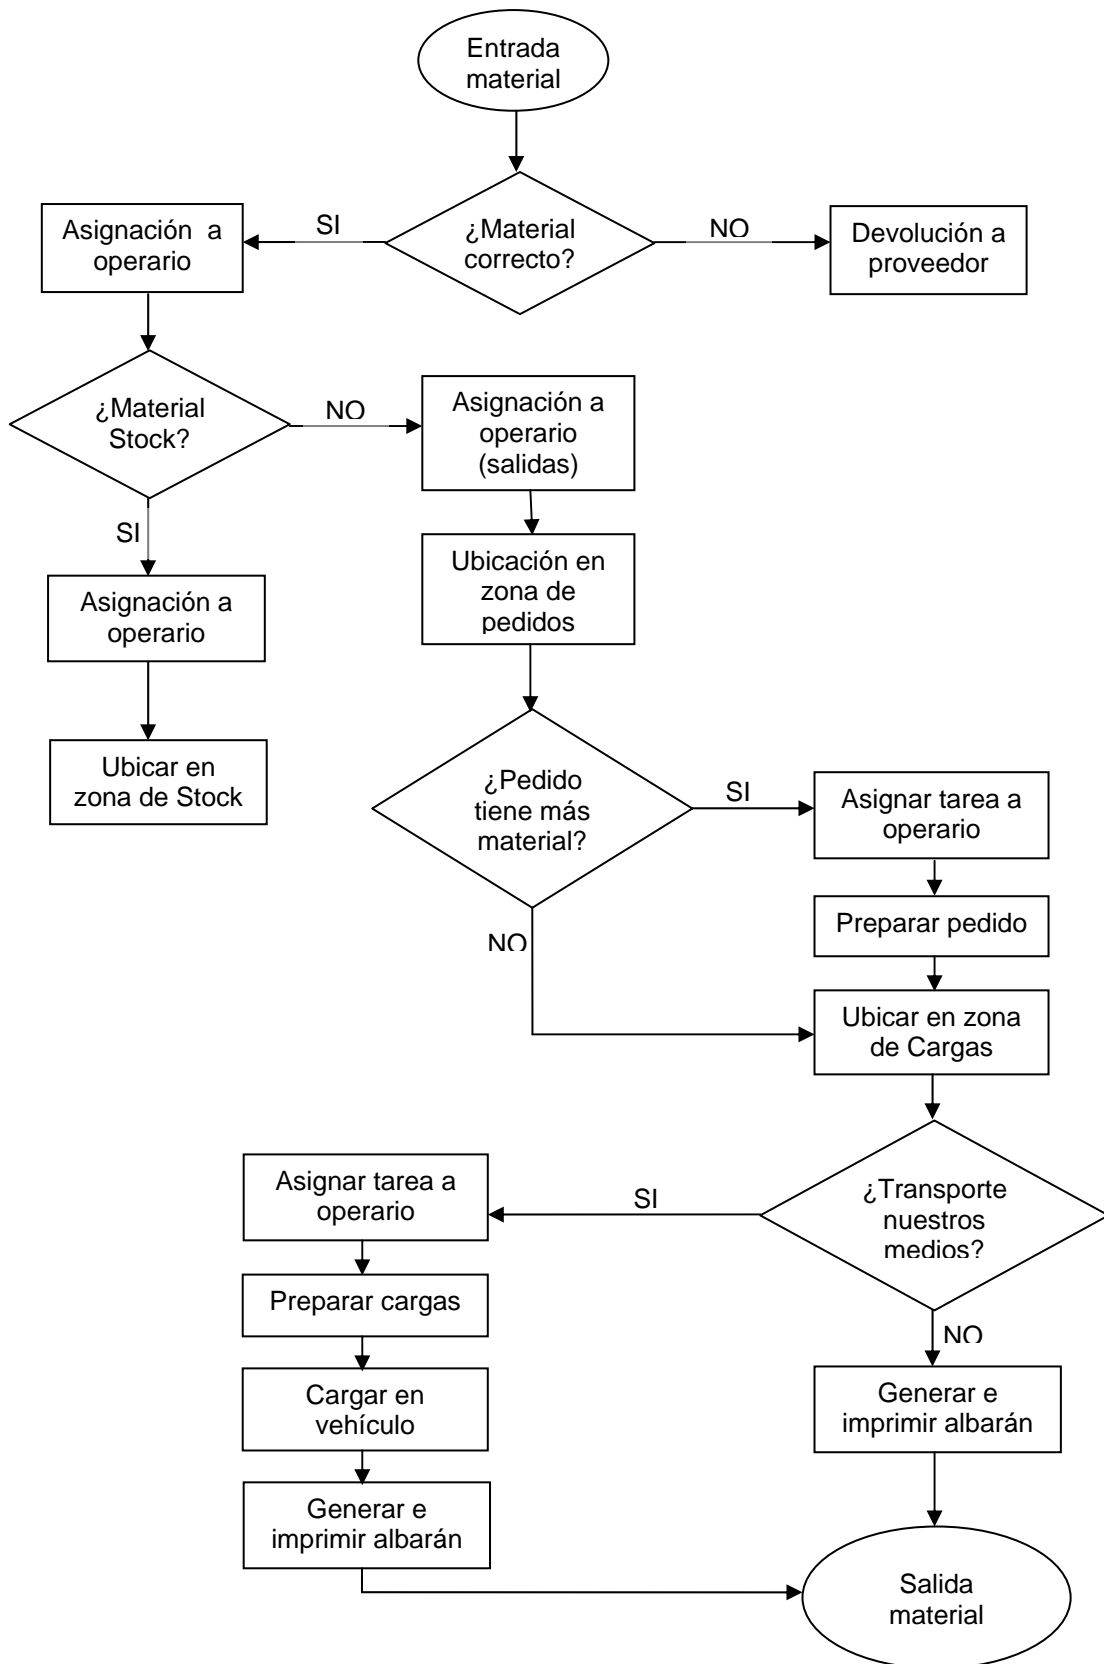 Entrada
material
¿Material
correcto?
SI
NO
Asignación a
operario
Devolución a
proveedor
¿Material
Stock?
NO
SI
Asignación a
operario
(salidas)
Ubicación en
zona de
pedidos
Asignación a
operario
Ubicar en
zona de Stock
¿Pedido
tiene más
material?
SI
NO
Asignar tarea a
operario
Preparar pedido
Ubicar en zona
de Cargas
¿Transporte
nuestros
medios?
SI
NO
Asignar tarea a
operario
Preparar cargas
Cargar en
vehículo
Generar e
imprimir albarán
Generar e
imprimir albarán
Salida
material